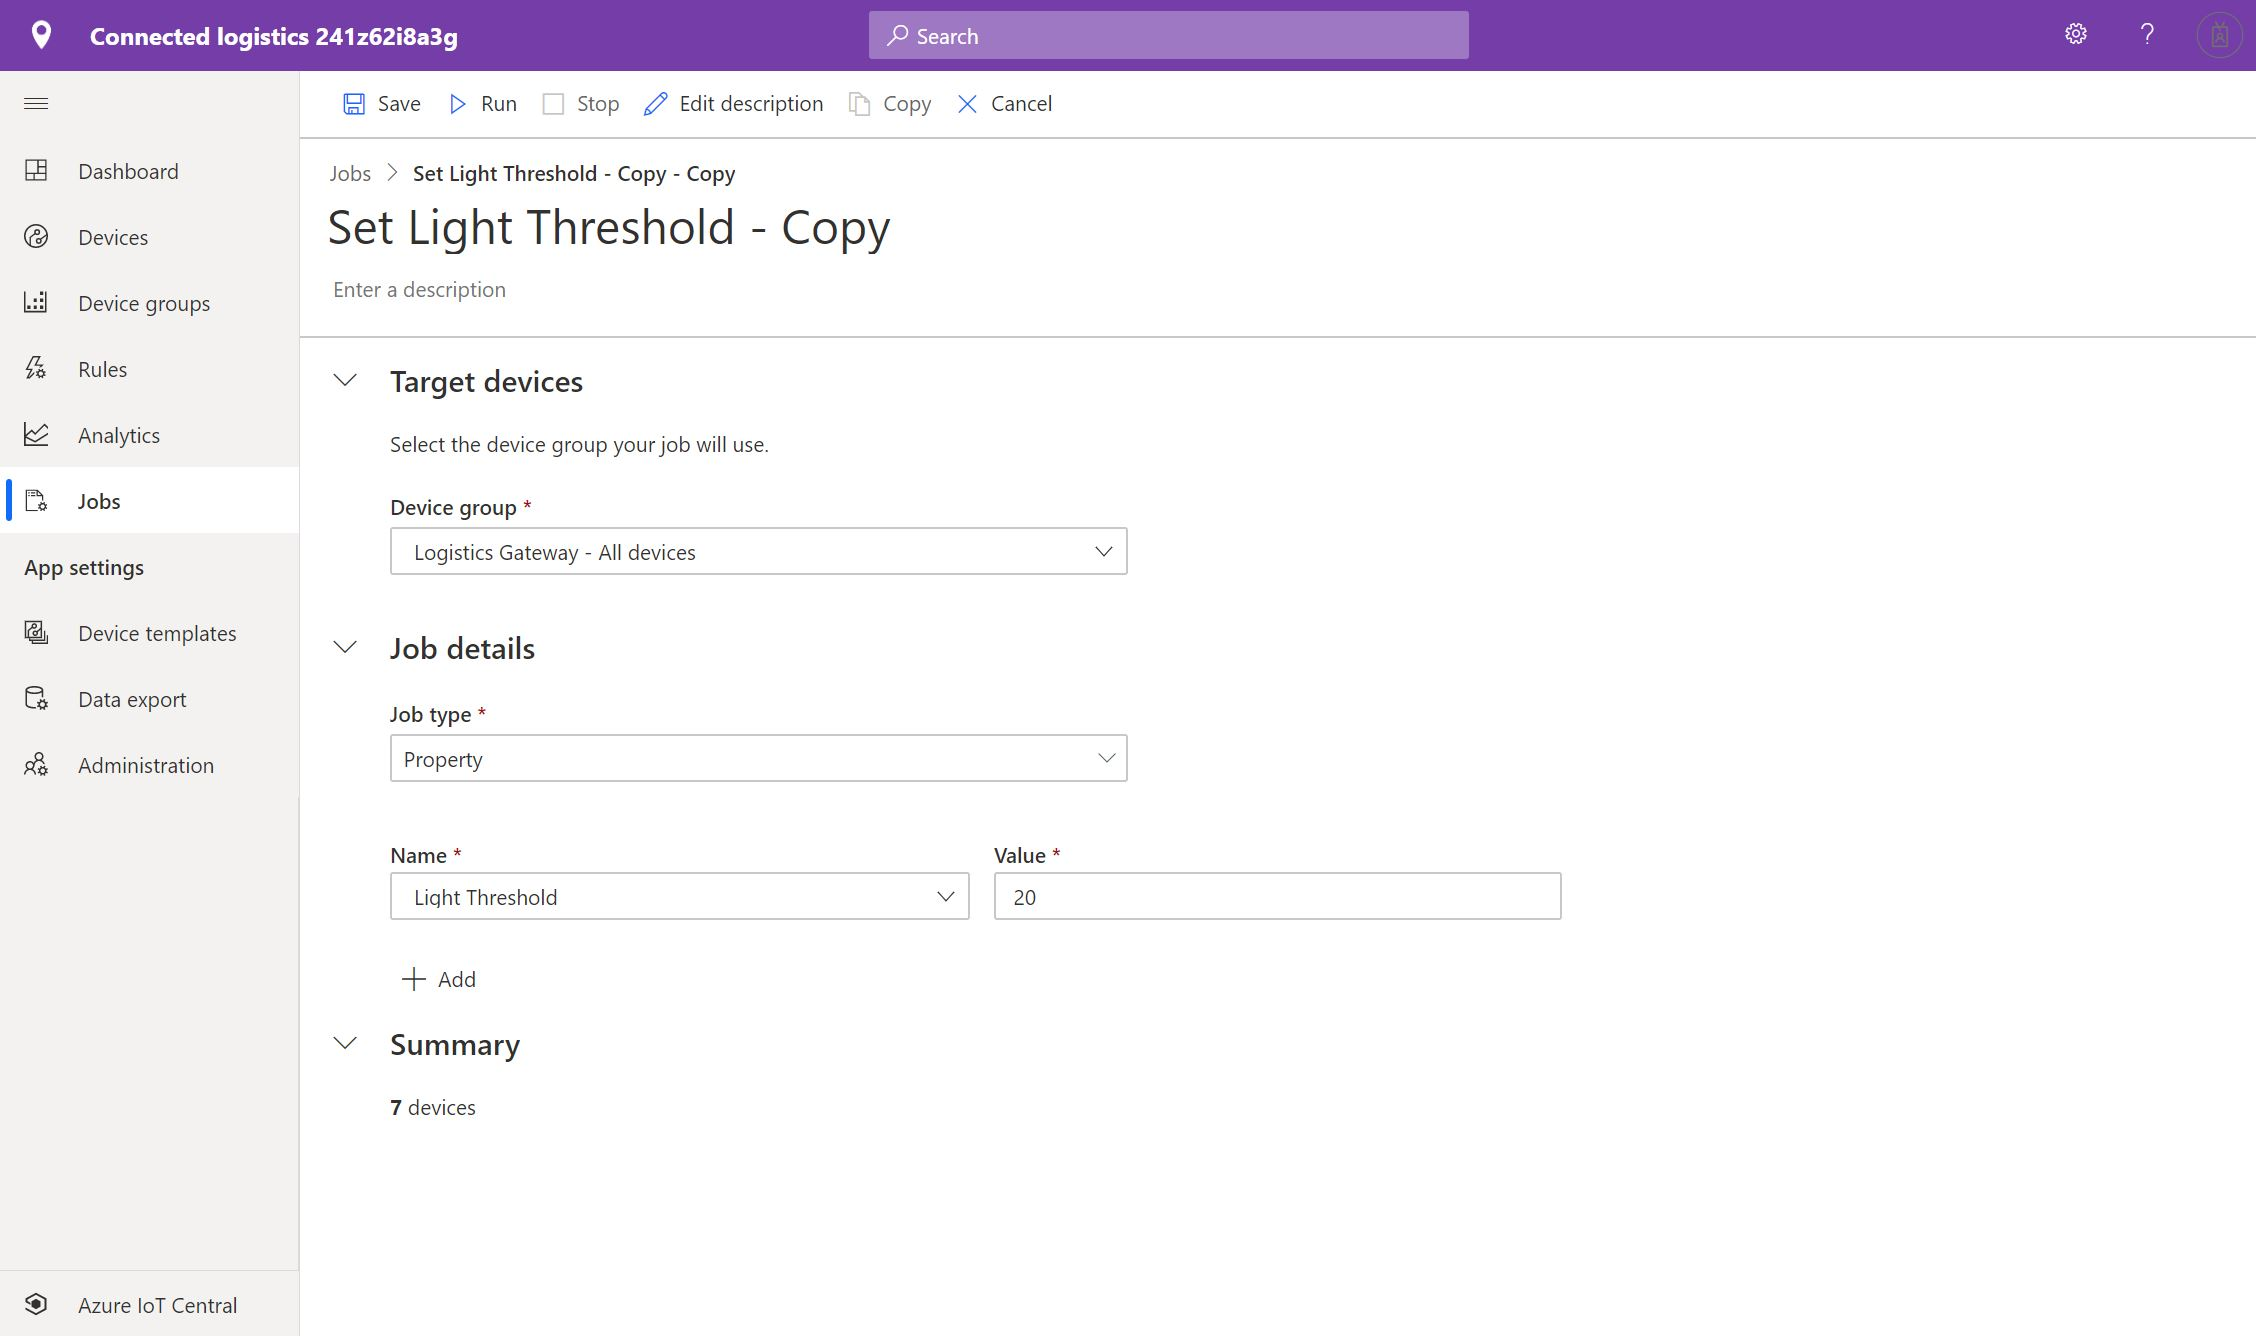 Connected logistics 241z62i8a3g
Search
?
Save
Run
Stop
Edit description
Copy
Cancel
Dashboard
Devices
Device groups
Rules
Analytics
Jobs
App settings
Device templates
Data export
Administration
Azure IoT Central
Jobs > Set Light Threshold - Copy - Copy
Set Light Threshold - Copy
Enter a description
Target devices
Select the device group your job will use.
Device group *
Logistics Gateway - All devices
Job details
Job type *
Property
Name *
Light Threshold
Value *
20
+ Add
Summary
7 devices